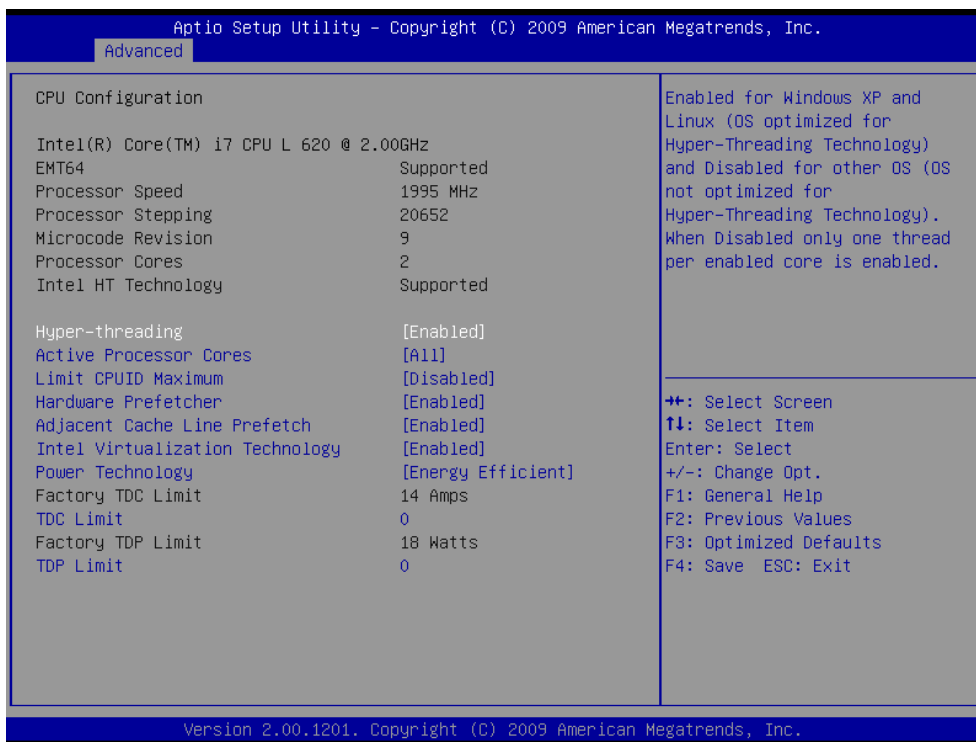 Aptio Setup Utility – Copyright (C) 2009 American Megatrends, Inc.
Advanced
CPU Configuration
Intel(R) Core(TM) i7 CPU L 620 @ 2.00GHz
EMT64 Supported
Processor Speed 1995 MHz
Processor Stepping 20652
Microcode Revision 9
Processor Cores 2
Intel HT Technology Supported
Hyper-threading [Enabled]
Active Processor Cores [All]
Limit CPUID Maximum [Disabled]
Hardware Prefetcher [Enabled]
Adjacent Cache Line Prefetch [Enabled]
Intel Virtualization Technology [Enabled]
Power Technology [Energy Efficient]
Factory TDC Limit 14 Amps
TDC Limit 0
Factory TDP Limit 18 Watts
TDP Limit 0
Enabled for Windows XP and
Linux (OS optimized for
Hyper-Threading Technology)
and Disabled for other OS (OS
not optimized for
Hyper-Threading Technology).
When Disabled only one thread
per enabled core is enabled.
→←: Select Screen
↑↓: Select Item
Enter: Select
+/-: Change Opt.
F1: General Help
F2: Previous Values
F3: Optimized Defaults
F4: Save ESC: Exit
Version 2.00.1201. Copyright (C) 2009 American Megatrends, Inc.